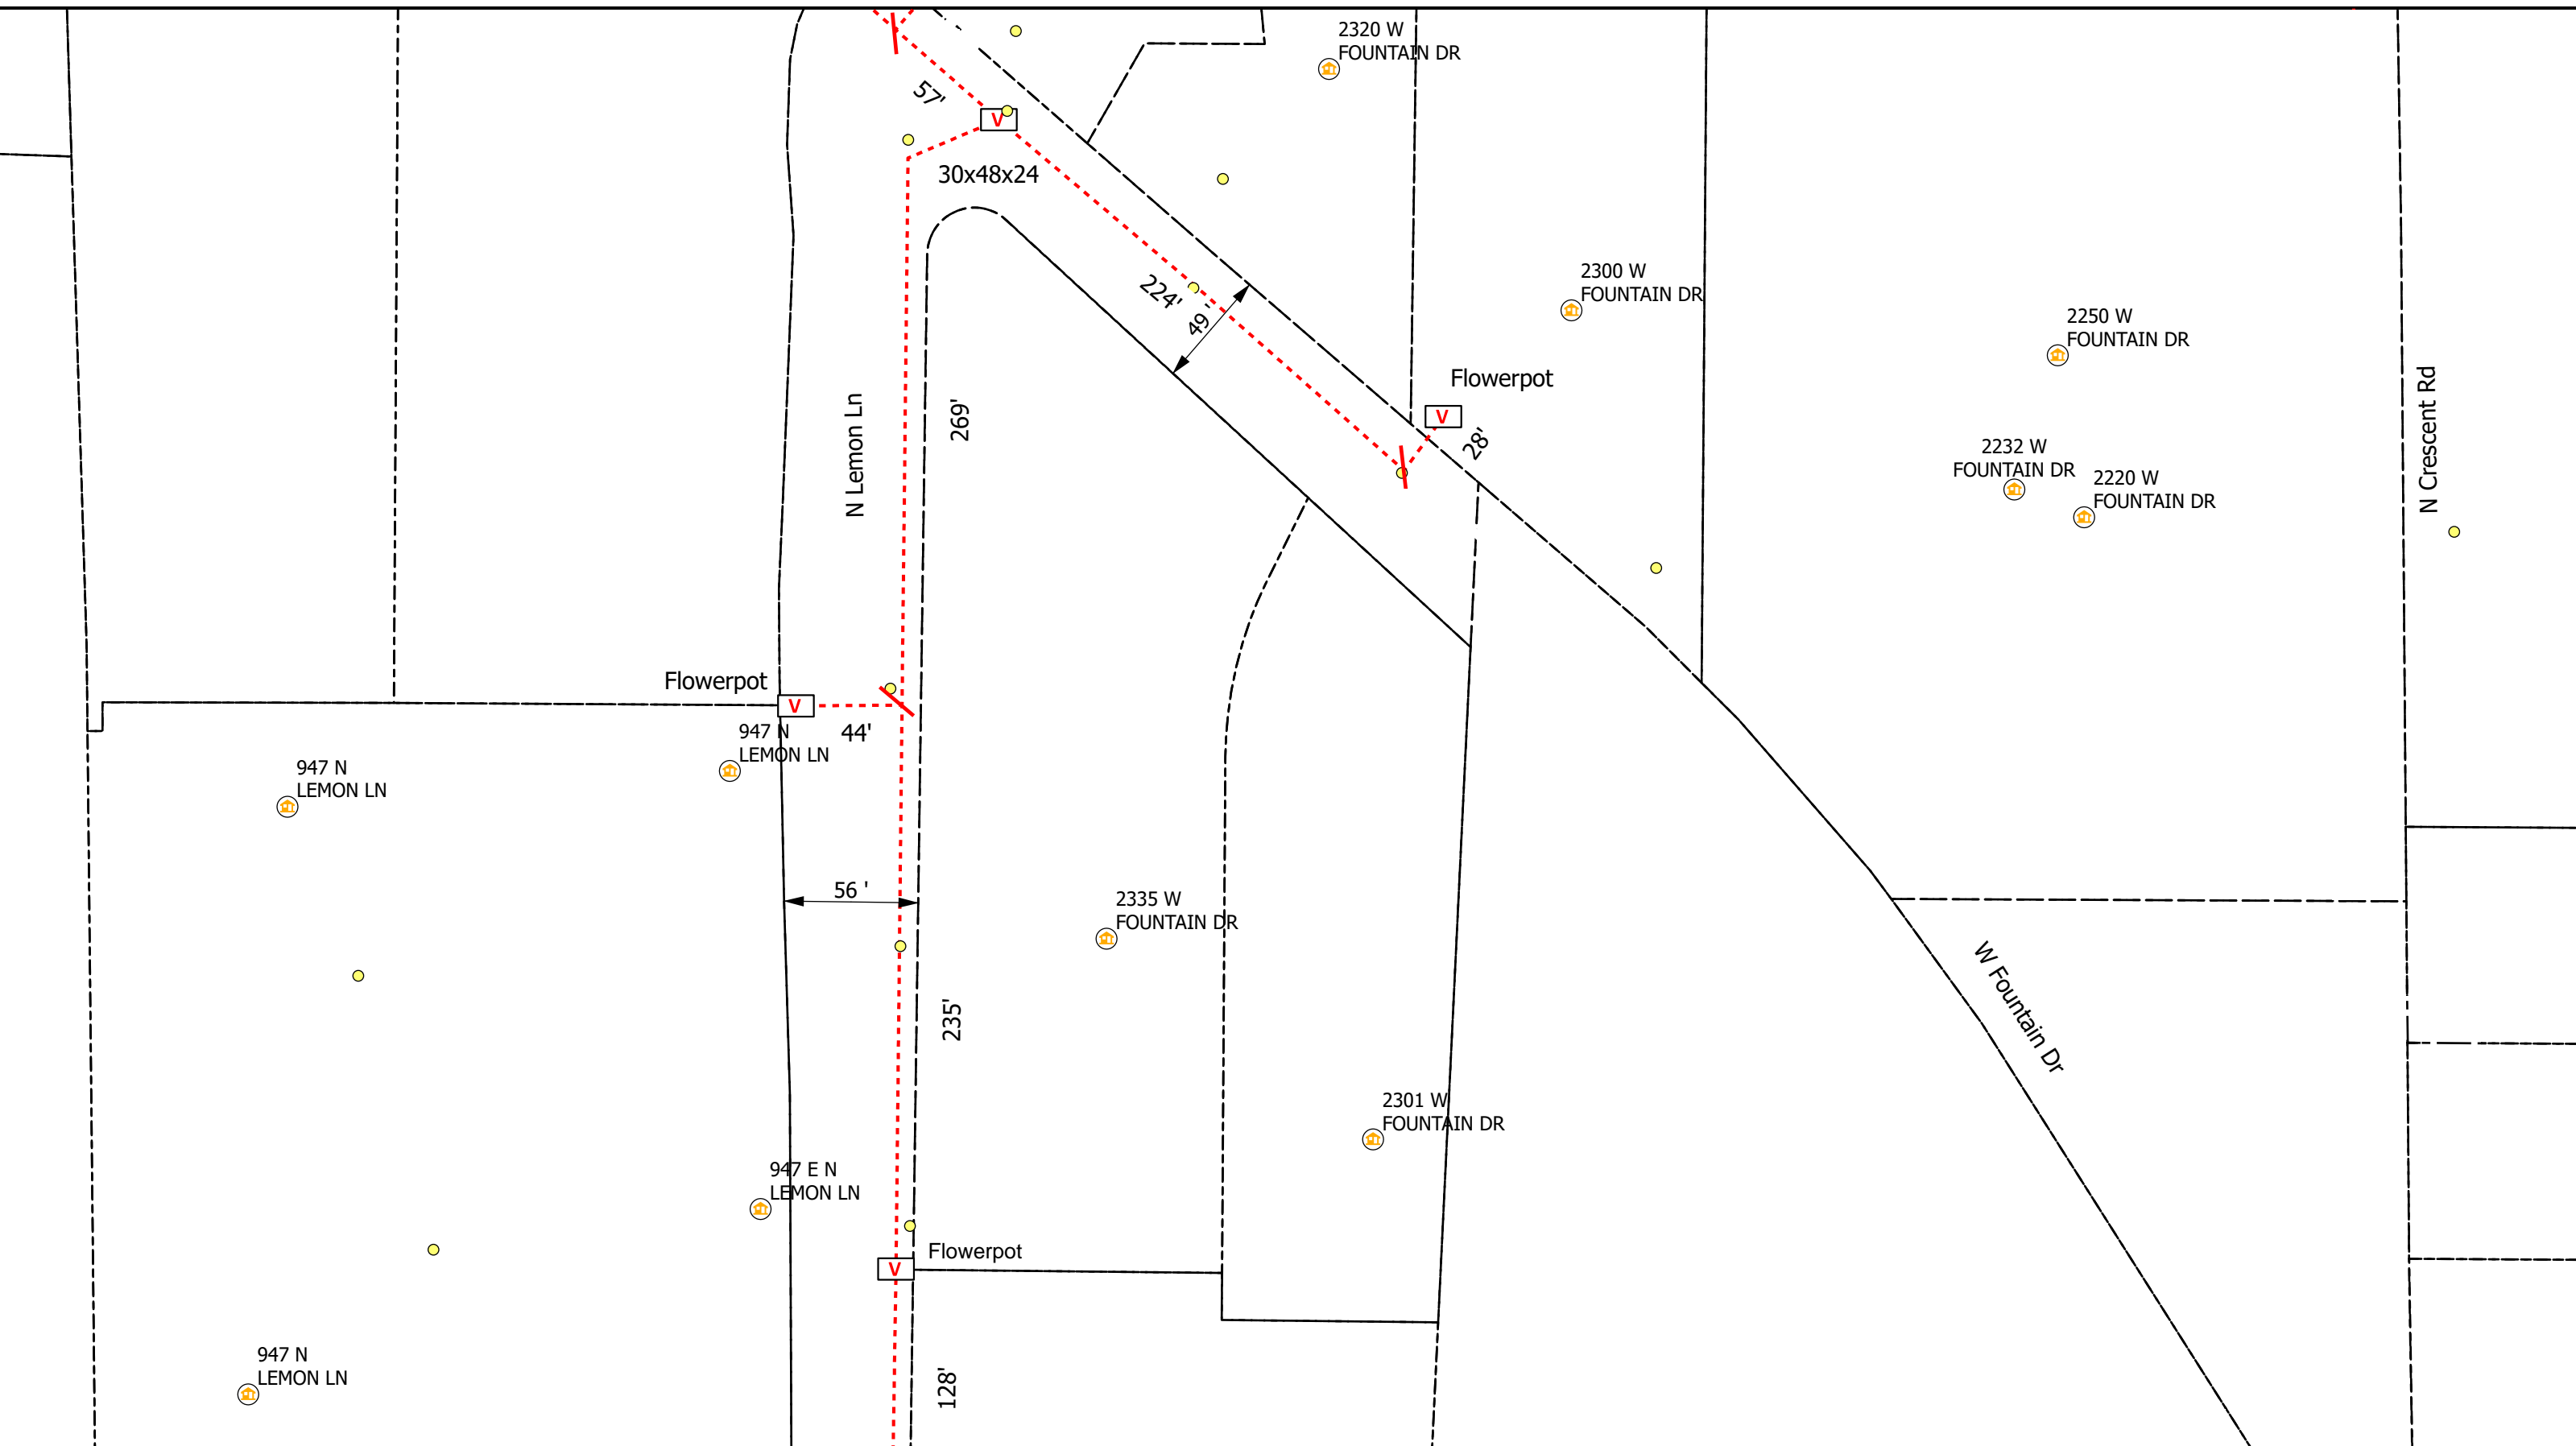 2320 W
FOUNTAIN DR
57'
V
30x48x24
2300 W
FOUNTAIN DR
224'
49 '
2250 W
FOUNTAIN DR
Flowerpot
V
28'
N Lemon Ln
269'
N Crescent Rd
2232 W
FOUNTAIN DR
2220 W
FOUNTAIN DR
Flowerpot
V
44'
947 N
LEMON LN
947 N
LEMON LN
56 '
2335 W
FOUNTAIN DR
235'
W Fountain Dr
2301 W
FOUNTAIN DR
947 E N
LEMON LN
Flowerpot
V
947 N
LEMON LN
128'